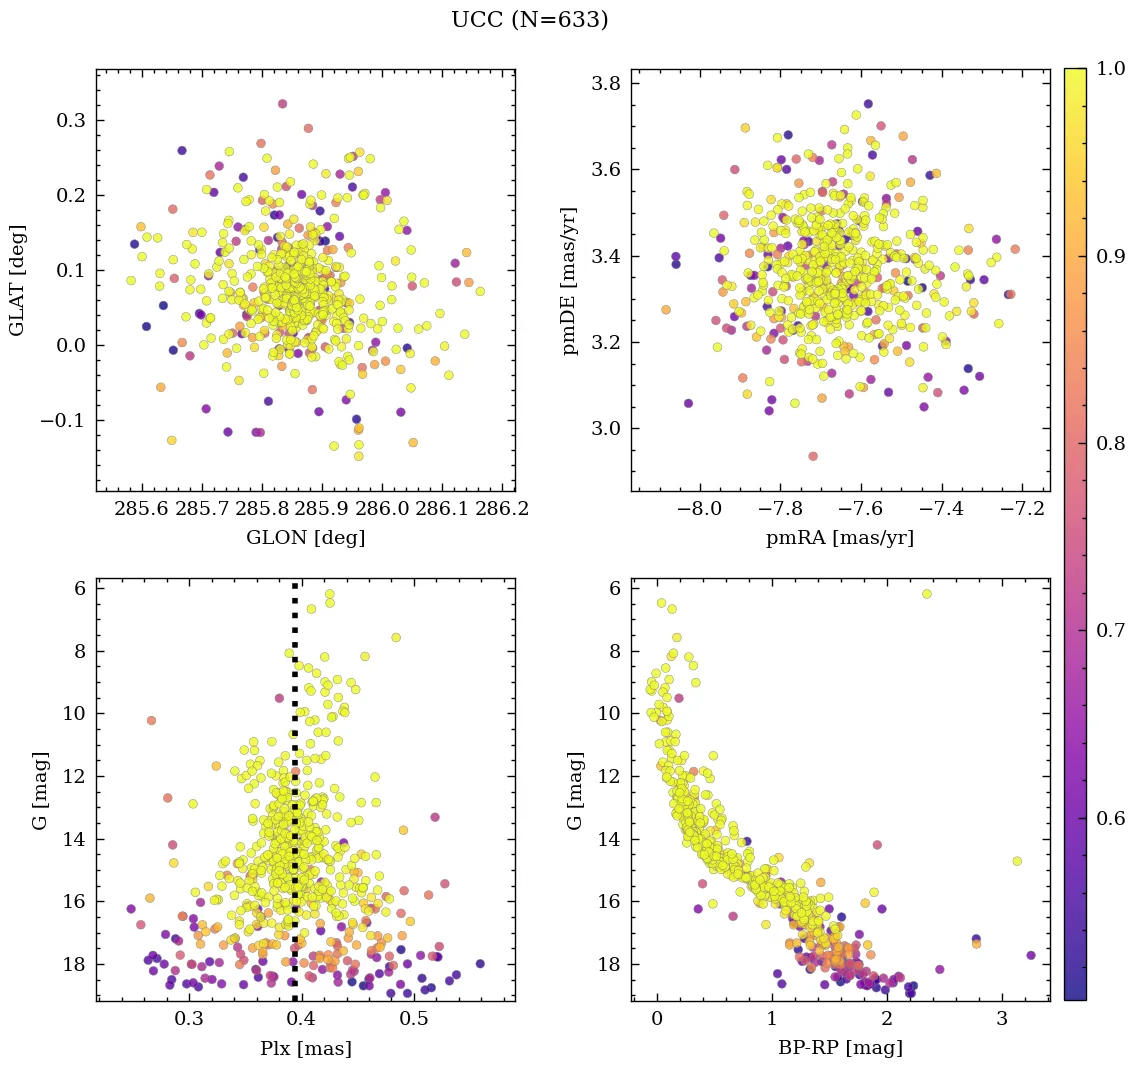 UCC (N=633)
0.3
0.2
0.1
0.0
−0.1
GLAT [deg]
285.6 285.7 285.8 285.9 286.0 286.1 286.2
GLON [deg]
3.8
3.6
3.4
3.2
3.0
pmDE [mas/yr]
−8.0 −7.8 −7.6 −7.4 −7.2
pmRA [mas/yr]
1.0
0.9
0.8
0.7
0.6
6
8
10
12
14
16
18
G [mag]
0.3 0.4 0.5
Plx [mas]
6
8
10
12
14
16
18
G [mag]
0 1 2 3
BP-RP [mag]